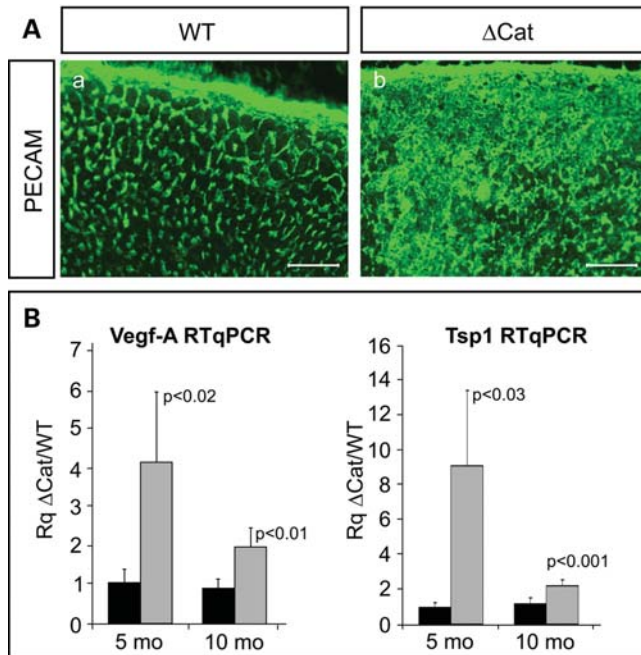 A
WT
ΔCat
PECAM
a
b
B
Vegf-A RTqPCR
Rq ΔCat/WT
7
6
5
4
3
2
1
0
p<0.02
p<0.01
5 mo
10 mo
Tsp1 RTqPCR
Rq ΔCat/WT
16
14
12
10
8
6
4
2
0
p<0.03
p<0.001
5 mo
10 mo